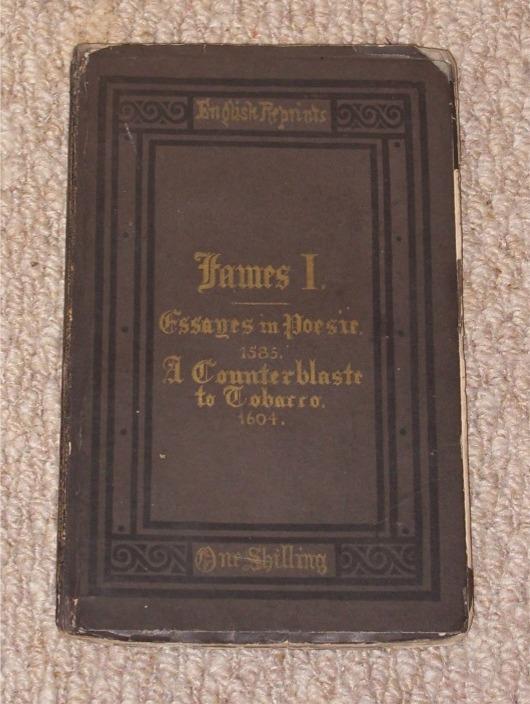 English Reprints
James I.
Essayes in Poesie.
1585.
A Counterblaste
to Tobacco.
1604.
One Shilling